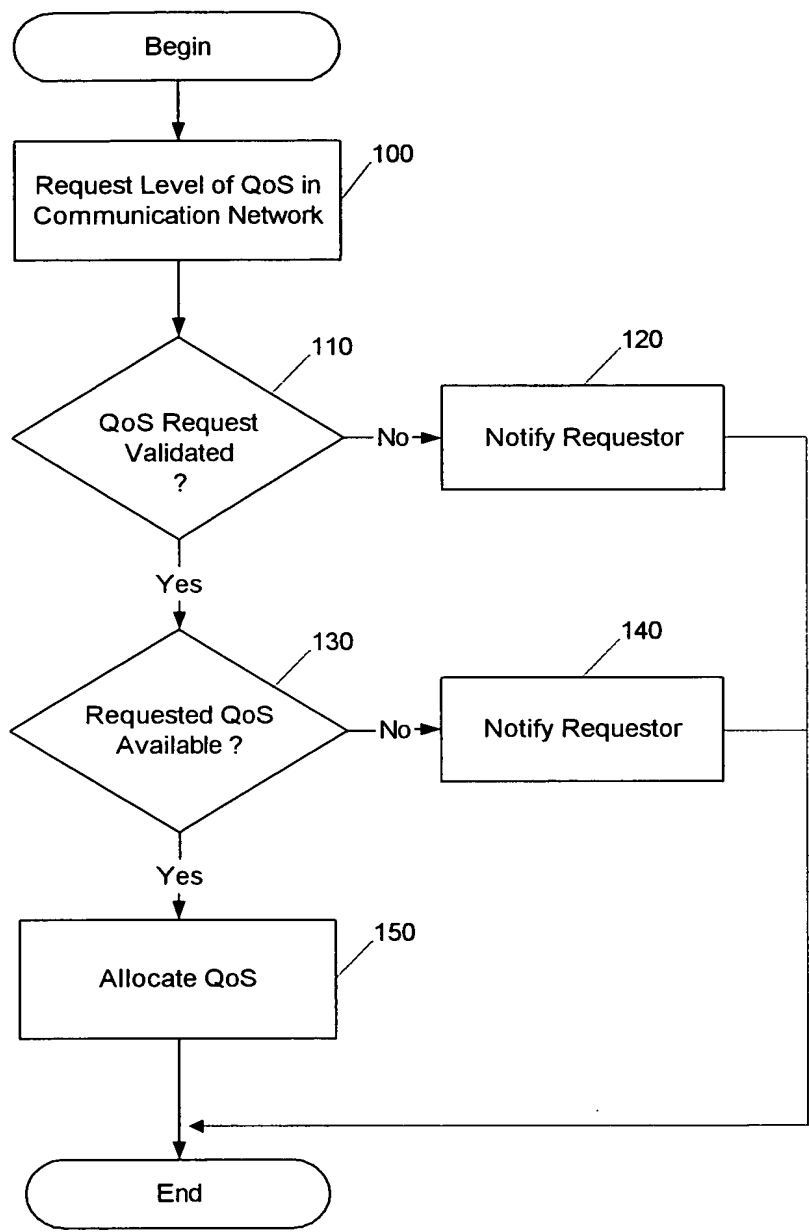 Begin
100
Request Level of QoS in
Communication Network
110
120
QoS Request
Validated
?
No
Notify Requestor
Yes
130
140
Requested QoS
Available ?
No
Notify Requestor
Yes
150
Allocate QoS
End